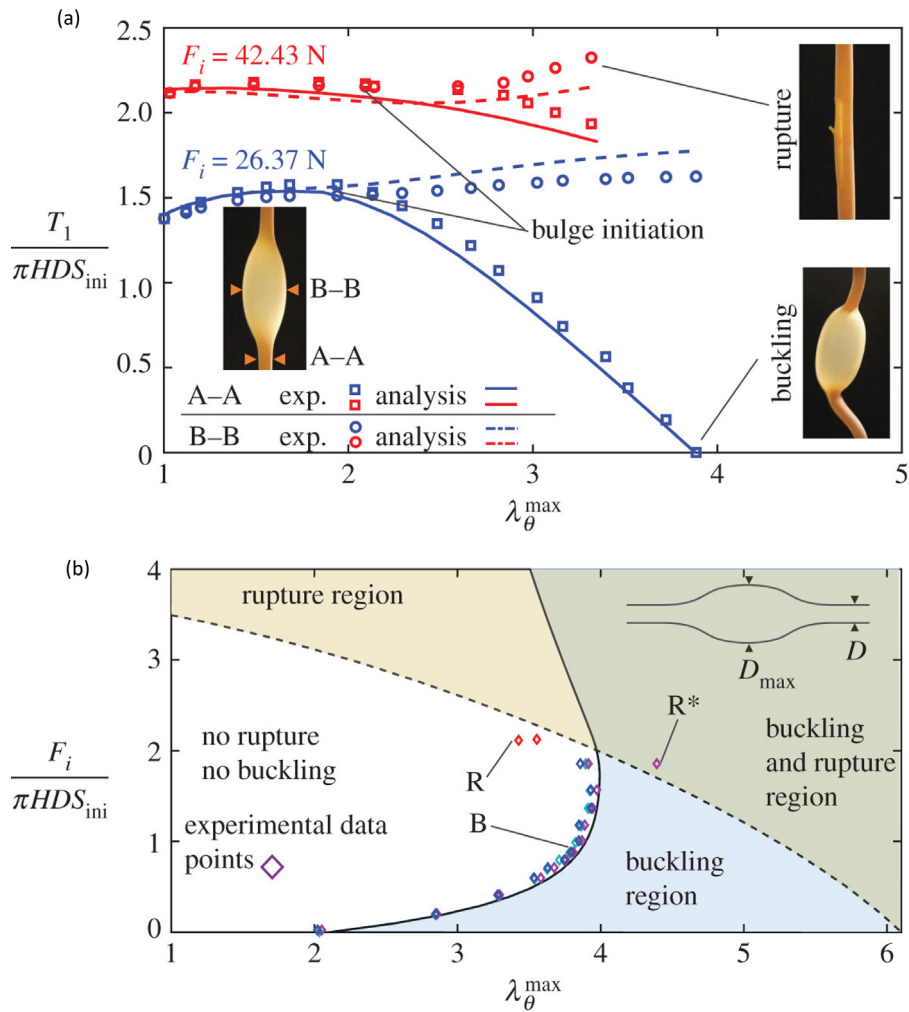 (a)
2.5
2.0
1.5
1.0
0.5
0
T₁
πHDS_ini
F_i = 42.43 N
F_i = 26.37 N
rupture
bulge initiation
B–B
A–A
buckling
A–A exp. analysis
B–B exp. analysis
1 2 3 4 5
λ_θ^max
(b)
4
3
2
1
0
F_i
πHDS_ini
rupture region
D
D_max
R*
no rupture
no buckling
R
buckling
and rupture
region
B
experimental data
points
buckling
region
1 2 3 4 5 6
λ_θ^max